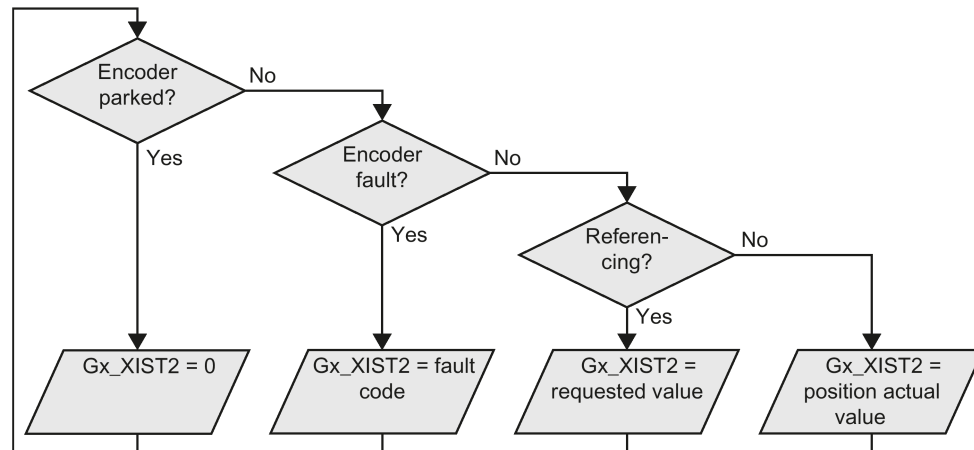 Encoder
parked?
No
Yes
Encoder
fault?
No
Yes
Referen-
cing?
No
Yes
Gx_XIST2 = 0
Gx_XIST2 = fault
code
Gx_XIST2 =
requested value
Gx_XIST2 =
position actual
value